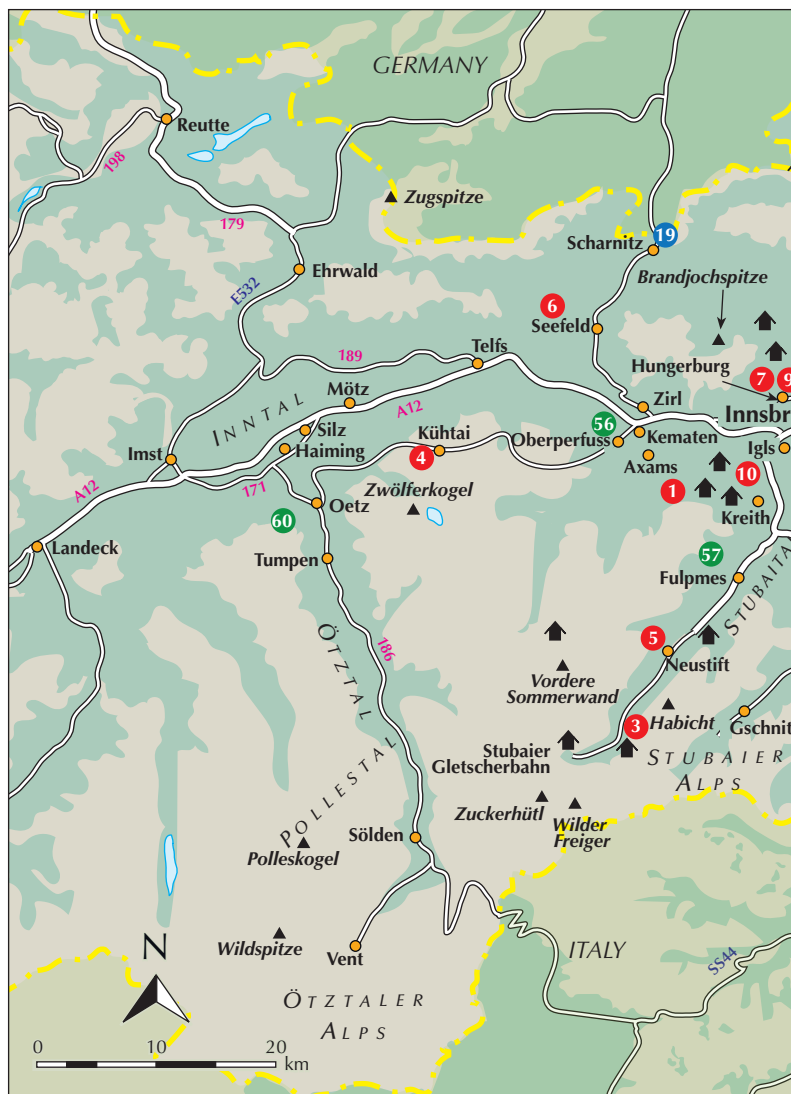 GERMANY
Reutte
198
Zugspitze
179
19
Scharnitz
Brandjochspitze
Ehrwald
E532
6
Seefeld
Telfs
189
Hungerburg
7
9
INNTAL
Mötz
A12
Zirl
Innsbr
Silz
Kühtai
56
Oberperfuss
Kematen
Igls
Imst
Haiming
4
Axams
A12
171
Zwölferkogel
1
10
Oetz
Kreith
60
Landeck
Tumpen
57
Fulpmes
STUBAITA
ÖTZTAL
186
5
Neustift
Vordere
Sommerwand
3
Habicht
Gschnit
Stubaier
Gletscherbahn
STUBAIER
ALPS
POLLESTAL
Zuckerhütl
Wilder
Freiger
Sölden
Polleskogel
Wildspitze
Vent
ITALY
SS44
N
ÖTZTALER
ALPS
0 10 20
km